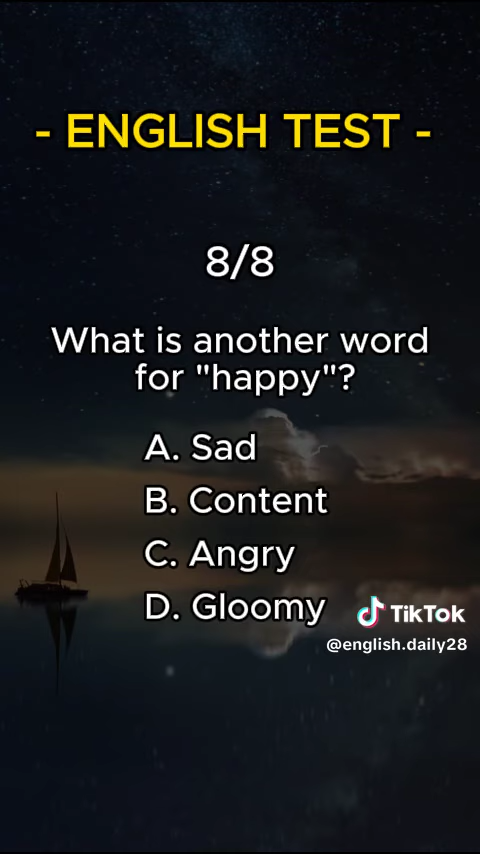 - ENGLISH TEST -
8/8
What is another word
for "happy"?
A. Sad
B. Content
C. Angry
D. Gloomy
TikTok
@english.daily28